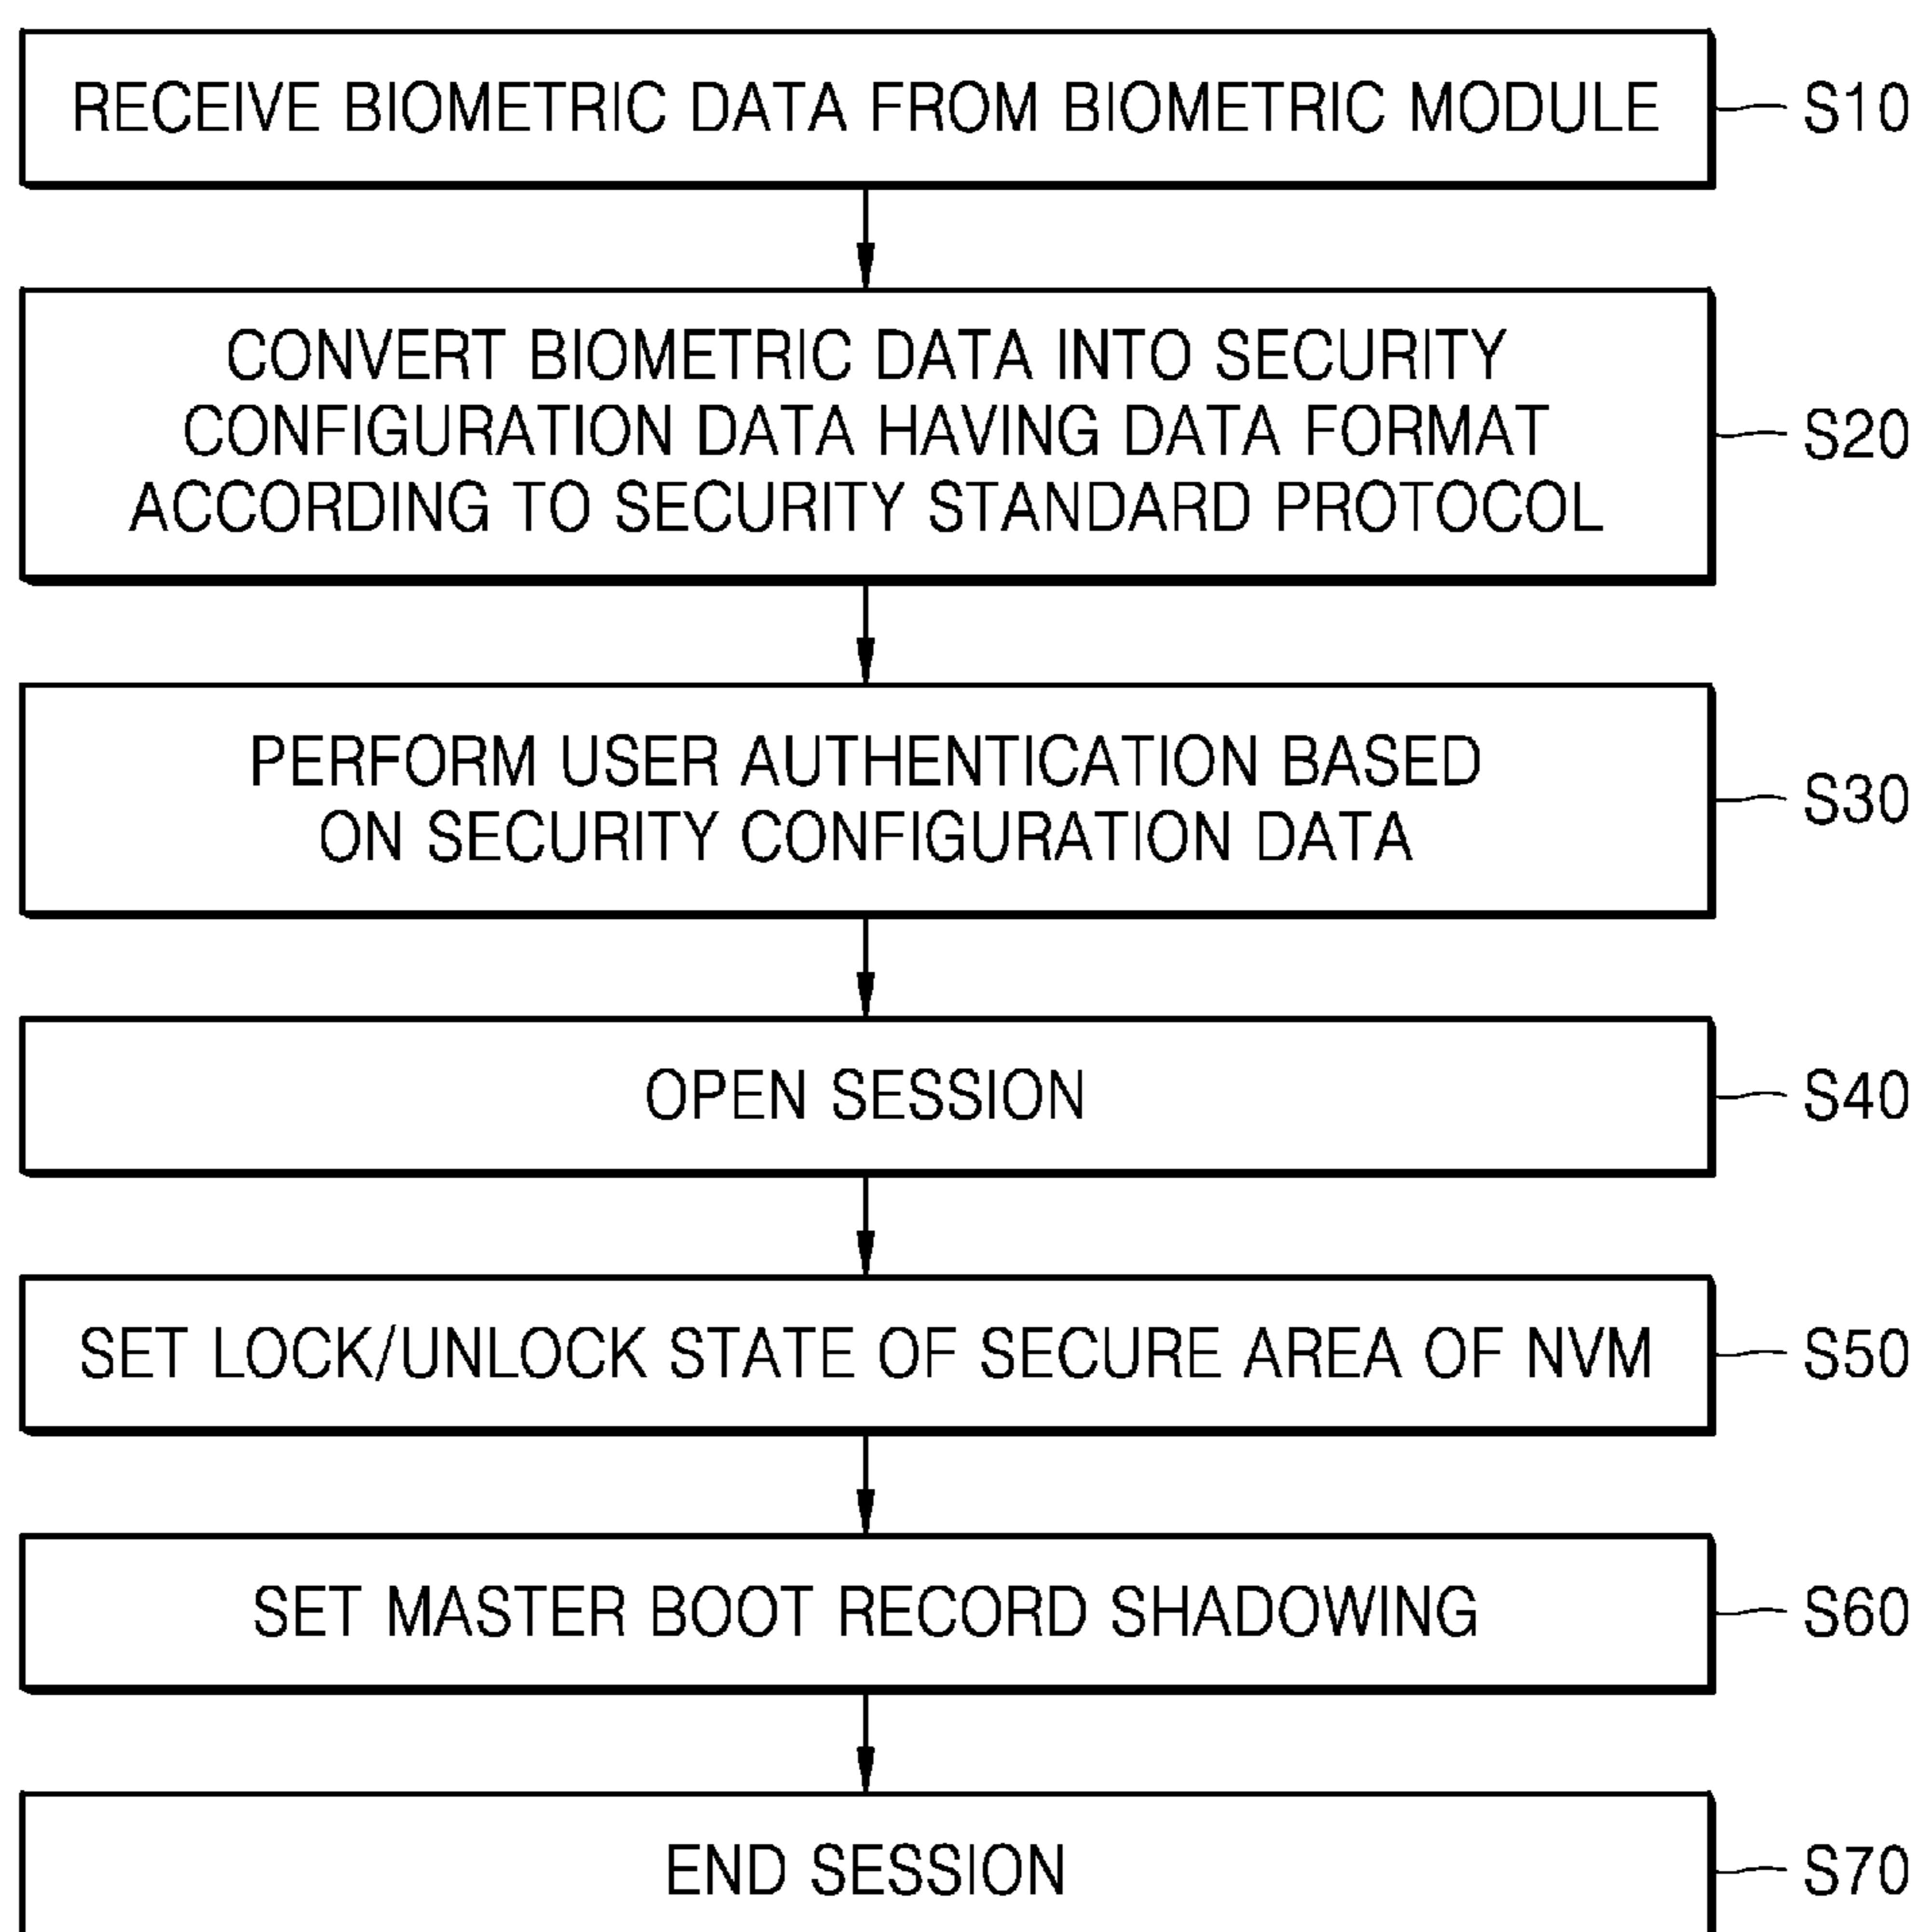 RECEIVE BIOMETRIC DATA FROM BIOMETRIC MODULE
S10
CONVERT BIOMETRIC DATA INTO SECURITY
CONFIGURATION DATA HAVING DATA FORMAT
ACCORDING TO SECURITY STANDARD PROTOCOL
S20
PERFORM USER AUTHENTICATION BASED
ON SECURITY CONFIGURATION DATA
S30
OPEN SESSION
S40
SET LOCK/UNLOCK STATE OF SECURE AREA OF NVM
S50
SET MASTER BOOT RECORD SHADOWING
S60
END SESSION
S70